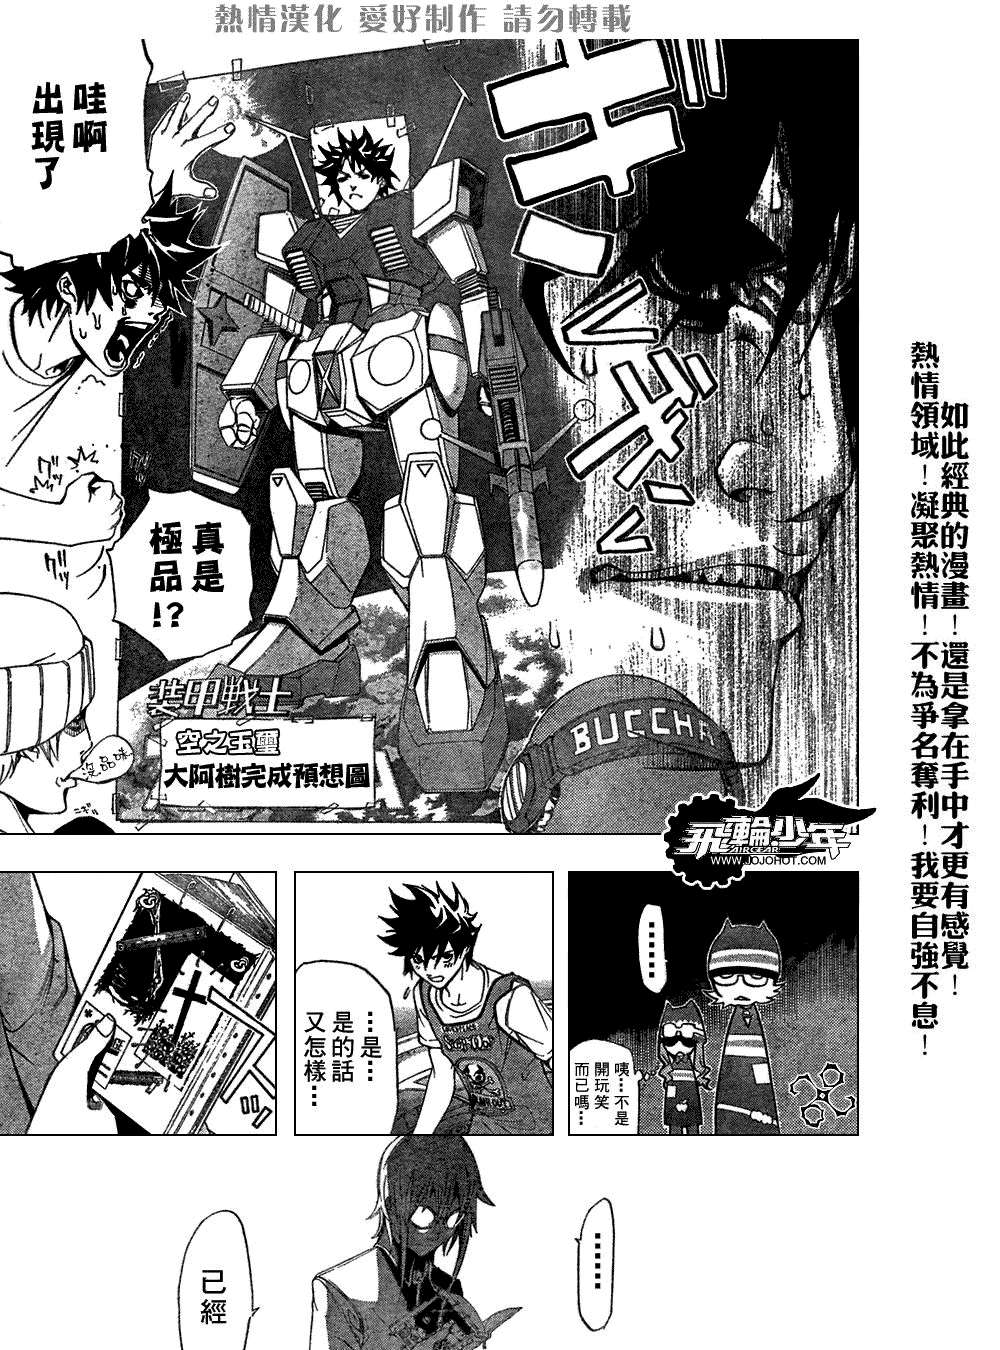 熱情漢化 愛好制作 請勿轉載
哇啊
出現了
真是
極品
!?
沒品味
装甲戦士
空之玉璽
大阿樹完成預想圖
BUCCHA
飛輪少年
AIRGEAR
WWW.JOJOHOT.COM
如此經典的漫畫！還是拿在手中才更有感覺！
熱情領域！凝聚熱情！不為爭名奪利！我要自強不息！
⋯⋯
咦…不是
開玩笑
而已嗎…
…是…
是的話
又怎樣…
⋯⋯
已經